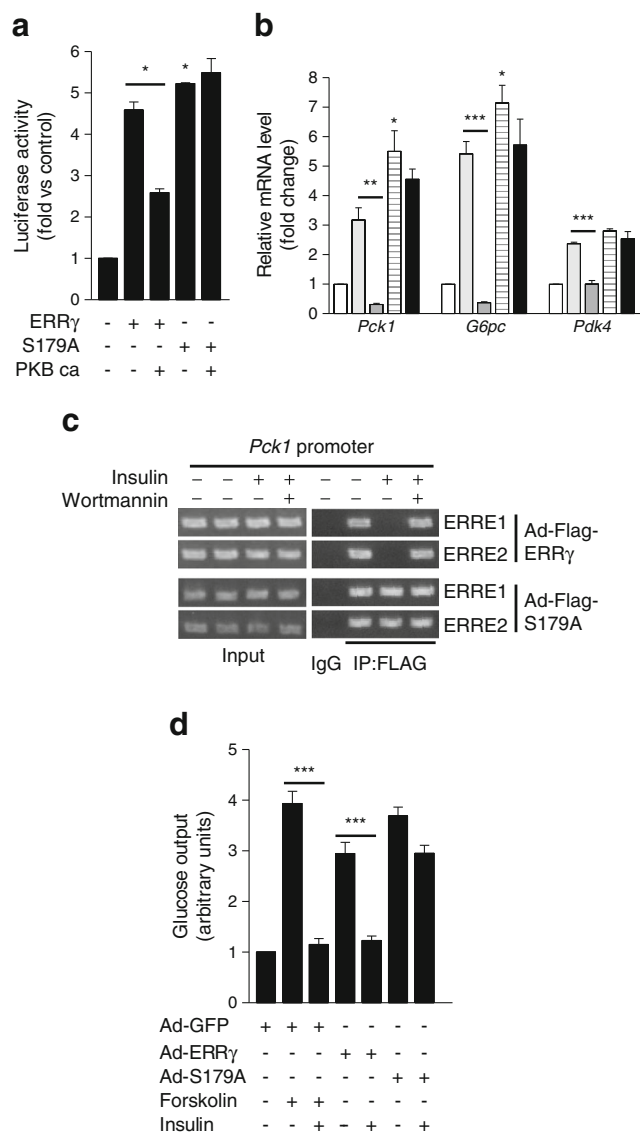 a
Luciferase activity
(fold vs control)
6
5
4
3
2
1
0
*
*
ERRγ - + + - -
S179A - - - + +
PKB ca - - + - +
b
Relative mRNA level
(fold change)
8
7
6
5
4
3
2
1
0
**
*
***
*
***
Pck1 G6pc Pdk4
c
Pck1 promoter
Insulin – – + + – – + +
Wortmannin – – – + – – – +
ERRE1
ERRE2
Ad-Flag-
ERRγ
ERRE1
ERRE2
Ad-Flag-
S179A
Input IgG IP:FLAG
d
Glucose output
(arbitrary units)
5
4
3
2
1
0
***
***
Ad-GFP + + + - - - -
Ad-ERRγ - - - + + - -
Ad-S179A - - - - - + +
Forskolin - + + - - - -
Insulin - - + – + - +